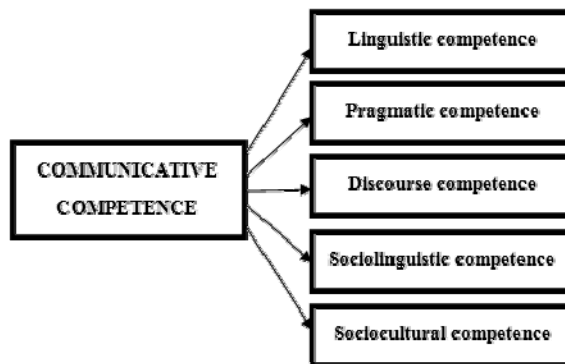 Linguistic competence
Pragmatic competence
COMMUNICATIVE
COMPETENCE
Discourse competence
Sociolinguistic competence
Sociocultural competence